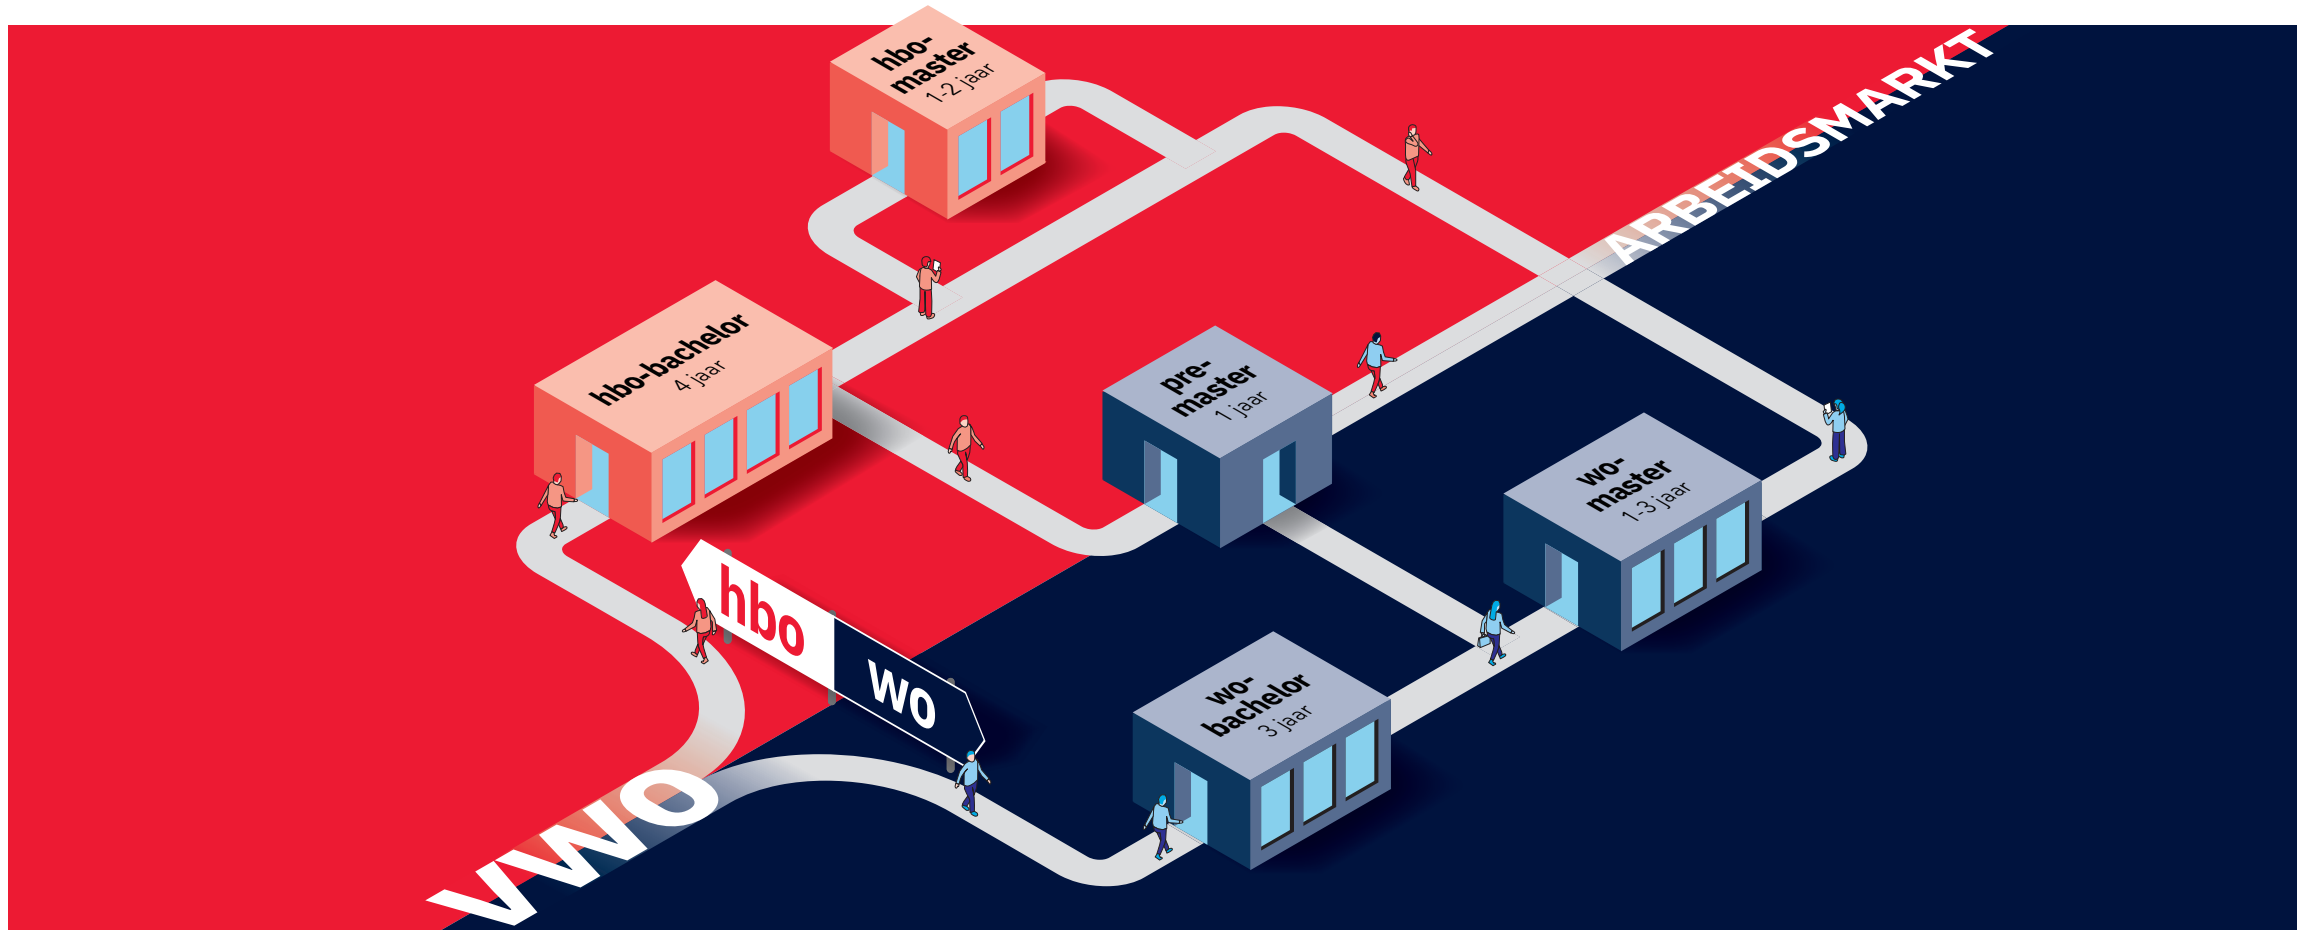 hbo-
master
1-2 jaar
ARBEIDSMARKT
hbo-bachelor
4 jaar
pre-
master
1 jaar
wo-
master
1-3 jaar
hbo
wo
wo-
bachelor
3 jaar
VWO